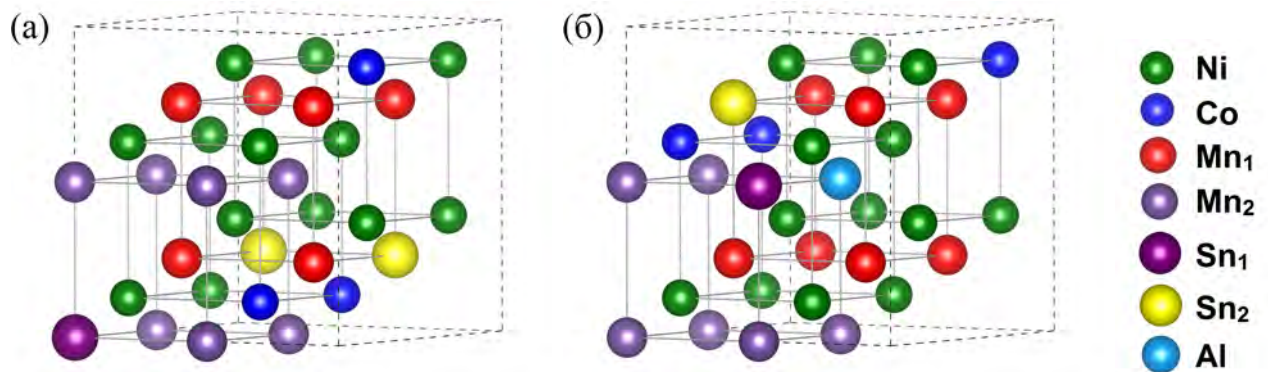 (а)
(б)
Ni
Co
Mn₁
Mn₂
Sn₁
Sn₂
Al